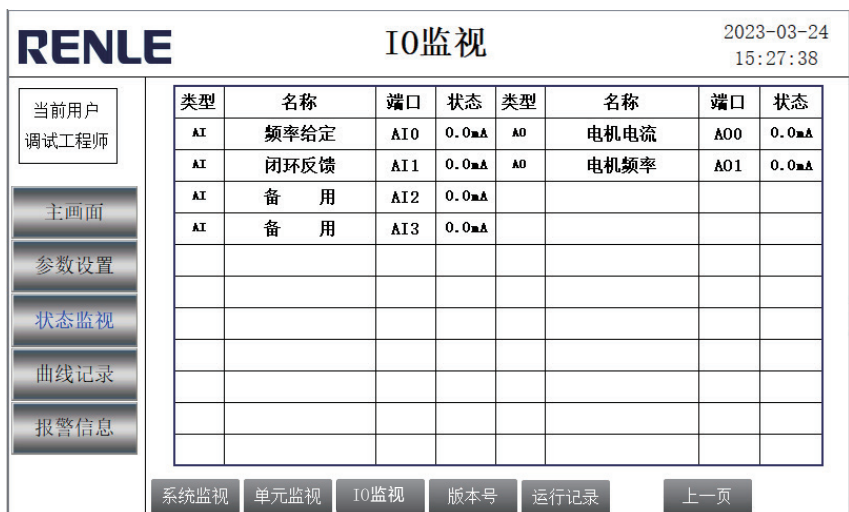 RENLE
IO监视
2023-03-24
15:27:38
当前用户
调试工程师
主画面
参数设置
状态监视
曲线记录
报警信息
类型 名称 端口 状态 类型 名称 端口 状态
AI 频率给定 AI0 0.0mA AO 电机电流 AO0 0.0mA
AI 闭环反馈 AI1 0.0mA AO 电机频率 AO1 0.0mA
AI 备 用 AI2 0.0mA
AI 备 用 AI3 0.0mA
系统监视 单元监视 IO监视 版本号 运行记录 上一页